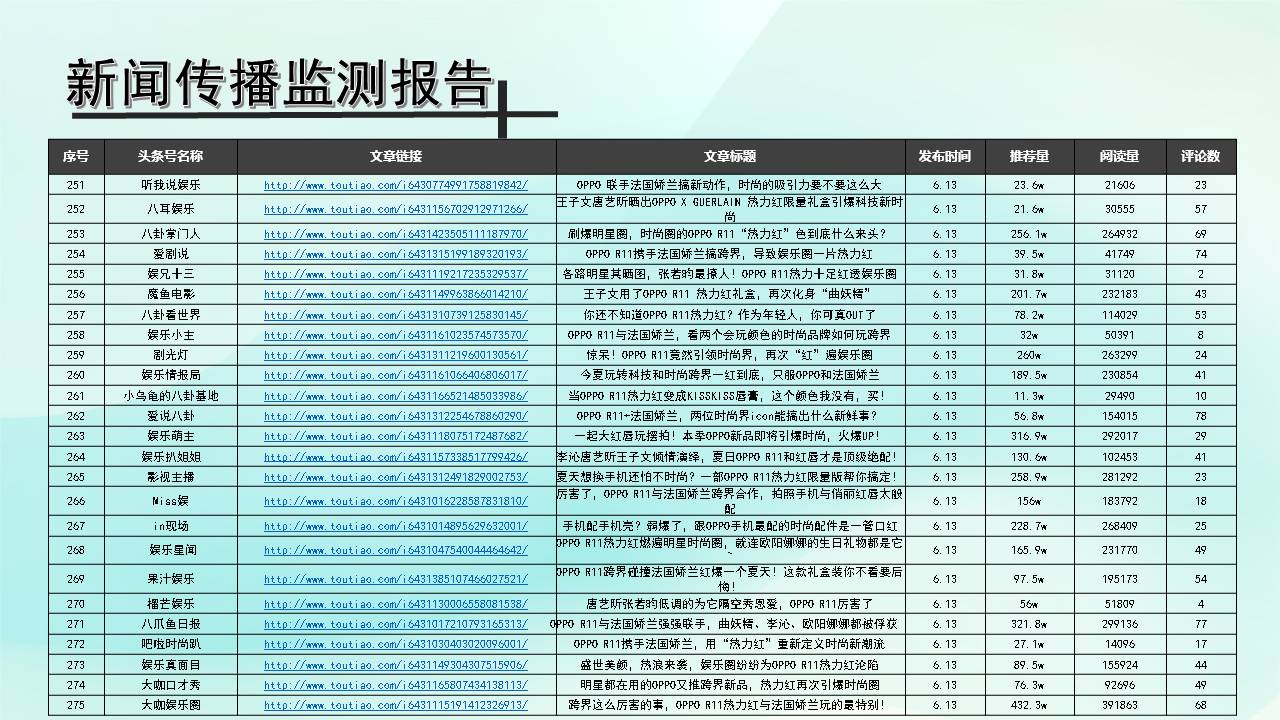 新闻传播监测报告
序号 头条号名称 文章链接 文章标题 发布时间 推荐量 阅读量 评论数
251 听我说娱乐 http://www.toutiao.com/i6430774991758819842/ OPPO 联手法国娇兰搞新动作，时尚的吸引力要不要这么大 6.13 23.6w 21606 23
252 八耳娱乐 http://www.toutiao.com/i6431156702912971266/ 王子文唐艺昕晒出OPPO X GUERLAIN 热力红限量礼盒引爆科技新时
尚 6.13 21.6w 30555 57
253 八卦掌门人 http://www.toutiao.com/i6431423505111187970/ 刷爆明星圈，时尚圈的OPPO R11“热力红”色到底什么来头？ 6.13 256.1w 264932 69
254 爱剧说 http://www.toutiao.com/i6431315199189320193/ OPPO R11携手法国娇兰搞跨界，导致娱乐圈一片热力红 6.13 39.5w 41749 74
255 娱兄十三 http://www.toutiao.com/i6431119217235329537/ 各路明星其晒图，张若昀最撩人！OPPO R11热力十足红透娱乐圈 6.13 31.8w 31120 2
256 魔鱼电影 http://www.toutiao.com/i6431149963866014210/ 王子文用了OPPO R11 热力红礼盒，再次化身“曲妖精” 6.13 201.7w 232183 43
257 八卦看世界 http://www.toutiao.com/i6431310739125830145/ 你还不知道OPPO R11热力红？作为年轻人，你可真OUT了 6.13 78.2w 114029 53
258 娱乐小主 http://www.toutiao.com/i6431161023574573570/ OPPO R11与法国娇兰，看两个会玩颜色的时尚品牌如何玩跨界 6.13 32w 50391 8
259 剧光灯 http://www.toutiao.com/i6431311219600130561/ 惊呆！OPPO R11竟然引领时尚界，再次“红”遍娱乐圈 6.13 260w 263299 24
260 娱乐情报局 http://www.toutiao.com/i6431161066406806017/ 今夏玩转科技和时尚跨界一红到底，只服OPPO和法国娇兰 6.13 189.5w 230854 41
261 小乌龟的八卦基地 http://www.toutiao.com/i6431166521485033986/ 当OPPO R11热力红变成KISSKISS唇膏，这个颜色我没有，买！ 6.13 11.3w 29490 10
262 爱说八卦 http://www.toutiao.com/i6431312254678860290/ OPPO R11+法国娇兰，两位时尚界icon能搞出什么新鲜事？ 6.13 56.8w 154015 78
263 娱乐萌主 http://www.toutiao.com/i6431118075172487682/ 一起大红唇玩摆拍！本季OPPO新品即将引爆时尚，火爆UP！ 6.13 316.9w 292017 29
264 娱乐扒姐姐 http://www.toutiao.com/i6431157338517799426/ 李沁唐艺昕王子文倾情演绎，夏日OPPO R11和红唇才是顶级绝配！ 6.13 130.6w 102453 41
265 影视主播 http://www.toutiao.com/i6431312491829002753/ 夏天想换手机还怕不时尚？一部OPPO R11热力红限量版帮你搞定！ 6.13 258.9w 281292 23
266 Miss娱 http://www.toutiao.com/i6431016228587831810/ 厉害了，OPPO R11与法国娇兰跨界合作，拍照手机与俏丽红唇大般
配 6.13 156w 183792 18
267 in现场 http://www.toutiao.com/i6431014895629632001/ 手机配手机壳？弱爆了，跟OPPO手机最配的时尚配件是一管口红 6.13 228.7w 268409 25
268 娱乐星闻 http://www.toutiao.com/i6431047540044464642/ OPPO R11热力红燃遍明星时尚圈，就连欧阳娜娜的生日礼物都是它
~ 6.13 165.9w 231770 49
269 果汁娱乐 http://www.toutiao.com/i6431385107466027521/ OPPO R11跨界碰撞法国娇兰红爆一个夏天！这款礼盒装你不看要后
悔！ 6.13 97.5w 195173 54
270 榴芒娱乐 http://www.toutiao.com/i6431130006558081538/ 唐艺昕张若昀低调的为它隔空秀恩爱，OPPO R11厉害了 6.13 56w 51809 4
271 八爪鱼日报 http://www.toutiao.com/i6431017210793165313/ OPPO R11与法国娇兰强强联手，曲妖精、李沁、欧阳娜娜都被俘获 6.13 321.8w 299136 77
272 吧啦时尚趴 http://www.toutiao.com/i6431030403020096001/ OPPO R11携手法国娇兰，用“热力红”重新定义时尚新潮流 6.13 27.1w 14096 17
273 娱乐真面目 http://www.toutiao.com/i6431149304307515906/ 盛世美颜，热浪来袭，娱乐圈纷纷为OPPO R11热力红沦陷 6.13 89.5w 155924 44
274 大咖口才秀 http://www.toutiao.com/i6431165807434138113/ 明星都在用的OPPO又推跨界新品，热力红再次引爆时尚圈 6.13 76.3w 92696 49
275 大咖娱乐圈 http://www.toutiao.com/i6431115191412326913/ 跨界这么厉害的事，OPPO R11热力红与法国娇兰玩的最特别！ 6.13 432.3w 391863 68